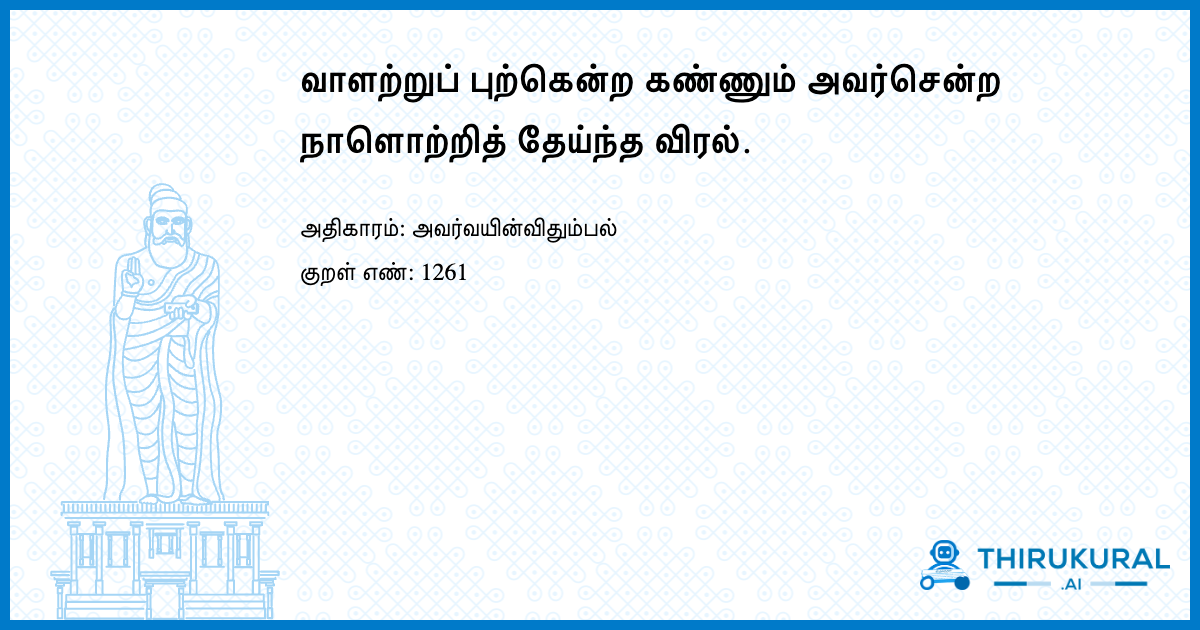 வாளற்றுப் புற்கென்ற கண்ணும் அவர்சென்ற
நாளொற்றித் தேய்ந்த விரல்.
அதிகாரம்: அவர்வயின்விதும்பல்
குறள் எண்: 1261
THIRUKURAL
.AI